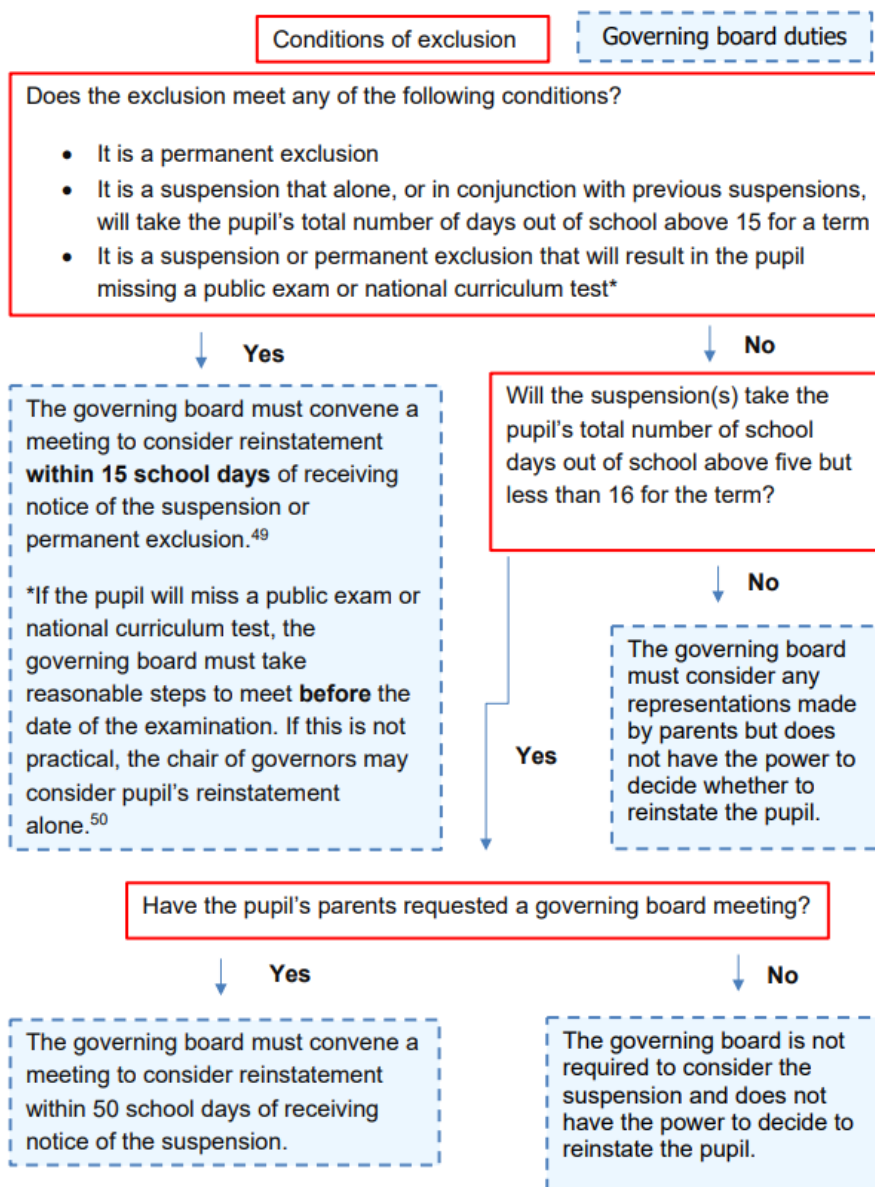 Conditions of exclusion
Governing board duties
Does the exclusion meet any of the following conditions?
• It is a permanent exclusion
• It is a suspension that alone, or in conjunction with previous suspensions,
will take the pupil’s total number of days out of school above 15 for a term
• It is a suspension or permanent exclusion that will result in the pupil
missing a public exam or national curriculum test*
Yes
No
The governing board must convene a
meeting to consider reinstatement
within 15 school days of receiving
notice of the suspension or
permanent exclusion.49
*If the pupil will miss a public exam or
national curriculum test, the
governing board must take
reasonable steps to meet before the
date of the examination. If this is not
practical, the chair of governors may
consider pupil’s reinstatement
alone.50
Will the suspension(s) take the
pupil’s total number of school
days out of school above five but
less than 16 for the term?
No
The governing board
must consider any
representations made
by parents but does
not have the power to
decide whether to
reinstate the pupil.
Yes
Have the pupil’s parents requested a governing board meeting?
Yes
No
The governing board must convene a
meeting to consider reinstatement
within 50 school days of receiving
notice of the suspension.
The governing board is not
required to consider the
suspension and does not
have the power to decide to
reinstate the pupil.